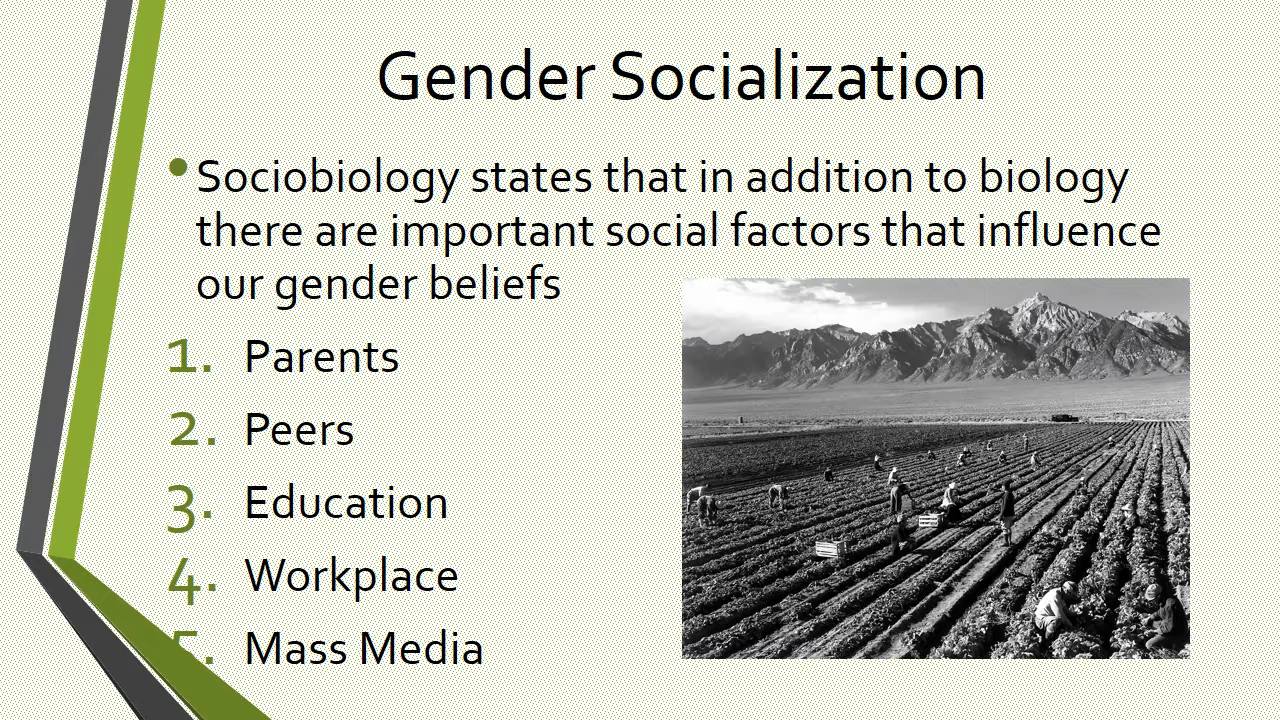 Gender Socialization
• Sociobiology states that in addition to biology
there are important social factors that influence
our gender beliefs
1. Parents
2. Peers
3. Education
4. Workplace
5. Mass Media